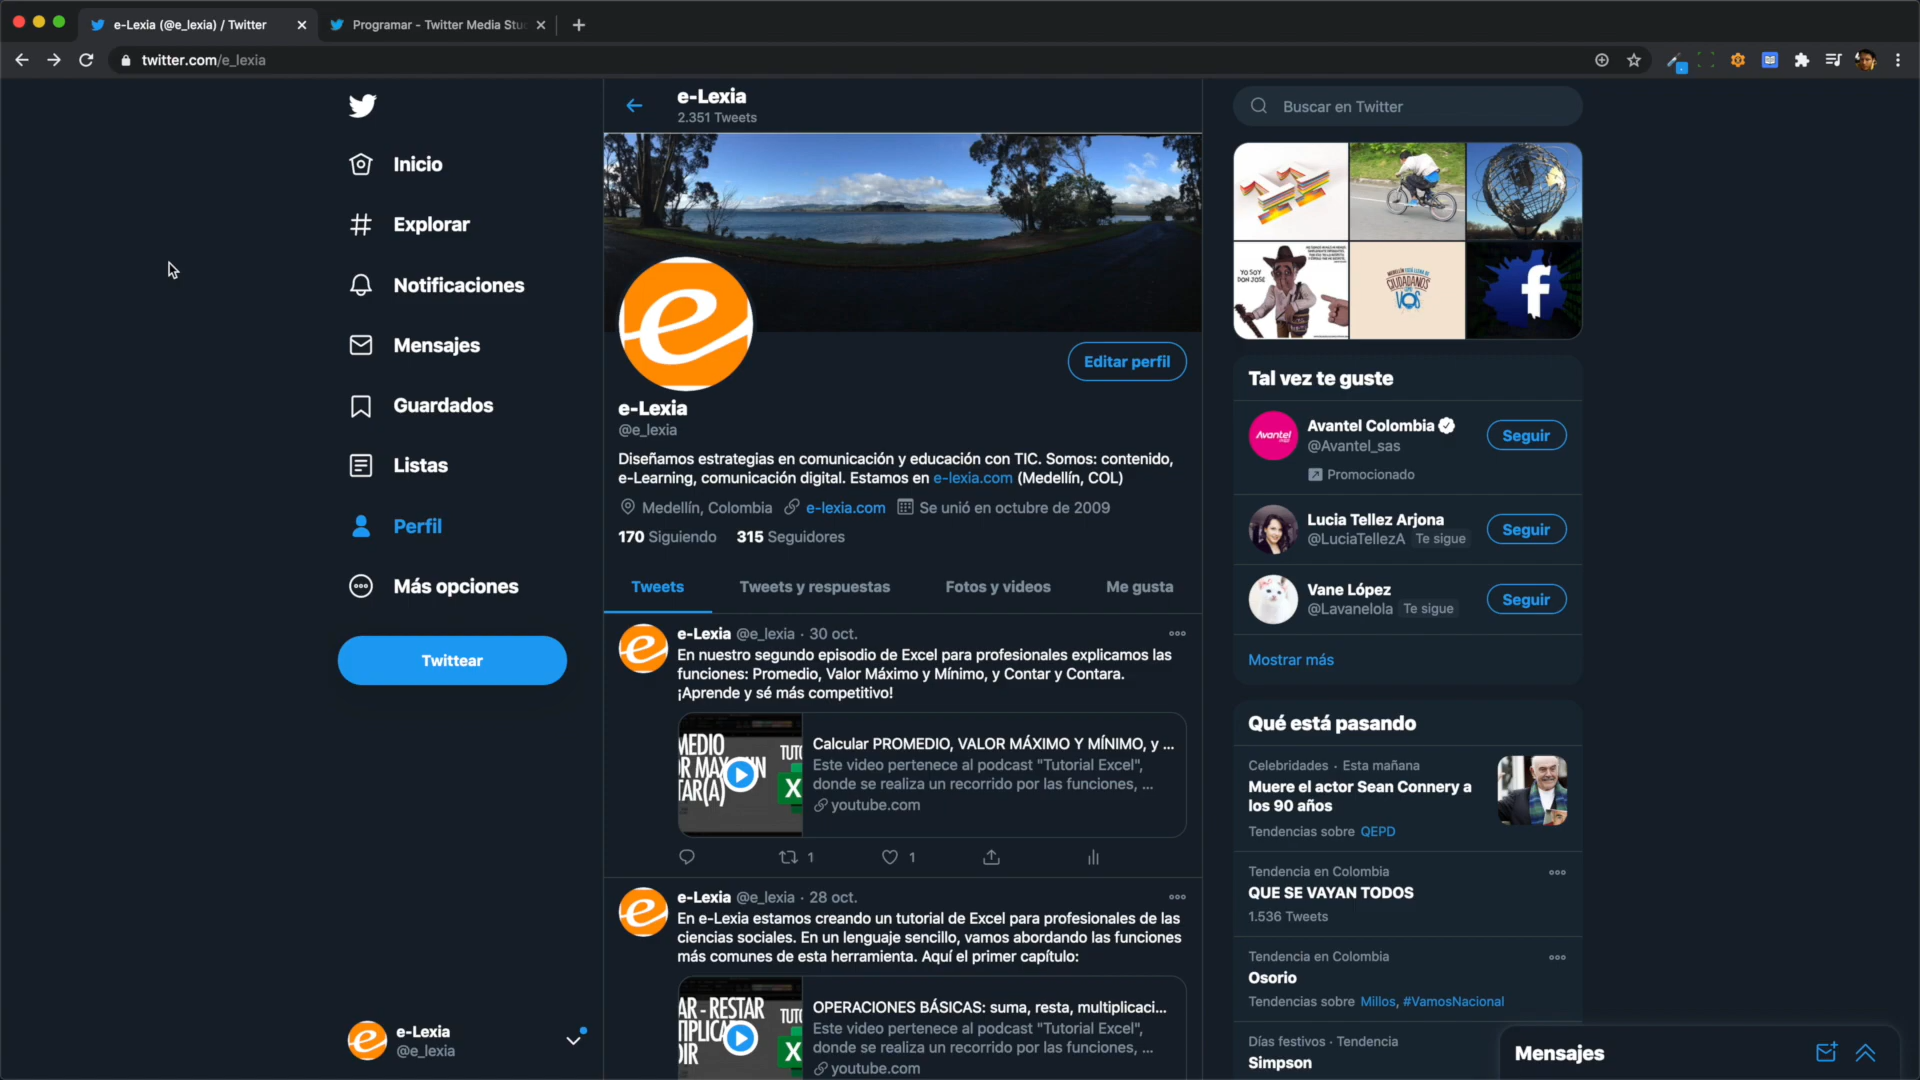 e-Lexia (@e_lexia) / Twitter
Programar - Twitter Media Stu
twitter.com/e_lexia
Inicio
Explorar
Notificaciones
Mensajes
Guardados
Listas
Perfil
Más opciones
Twittear
e-Lexia
@e_lexia
e-Lexia
2.351 Tweets
Editar perfil
e-Lexia
@e_lexia
Diseñamos estrategias en comunicación y educación con TIC. Somos: contenido,
e-Learning, comunicación digital. Estamos en e-lexia.com (Medellín, COL)
Medellín, Colombia e-lexia.com Se unió en octubre de 2009
170 Siguiendo 315 Seguidores
Tweets Tweets y respuestas Fotos y videos Me gusta
e-Lexia @e_lexia · 30 oct.
En nuestro segundo episodio de Excel para profesionales explicamos las
funciones: Promedio, Valor Máximo y Mínimo, y Contar y Contara.
¡Aprende y sé más competitivo!
Calcular PROMEDIO, VALOR MÁXIMO Y MÍNIMO, y ...
Este video pertenece al podcast "Tutorial Excel",
donde se realiza un recorrido por las funciones, ...
youtube.com
1 1
e-Lexia @e_lexia · 28 oct.
En e-Lexia estamos creando un tutorial de Excel para profesionales de las
ciencias sociales. En un lenguaje sencillo, vamos abordando las funciones
más comunes de esta herramienta. Aquí el primer capítulo:
OPERACIONES BÁSICAS: suma, resta, multiplicaci...
Este video pertenece al podcast "Tutorial Excel",
donde se realiza un recorrido por las funciones, ...
youtube.com
Buscar en Twitter
YO SOY
DON JOSE
CIUDADANOS
VOS
Tal vez te guste
Avantel
Avantel Colombia
@Avantel_sas
Promocionado
Seguir
Lucia Tellez Arjona
@LuciaTellezA Te sigue
Seguir
Vane López
@Lavanelola Te sigue
Seguir
Mostrar más
Qué está pasando
Celebridades · Esta mañana
Muere el actor Sean Connery a
los 90 años
Tendencias sobre QEPD
Tendencia en Colombia
QUE SE VAYAN TODOS
1.536 Tweets
Tendencia en Colombia
Osorio
Tendencias sobre Millos, #VamosNacional
Días festivos · Tendencia
Simpson
Mensajes